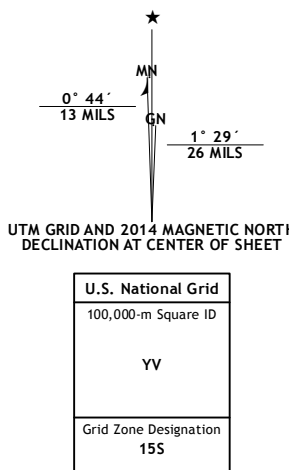 MN
0° 44´
13 MILS
GN
1° 29´
26 MILS
UTM GRID AND 2014 MAGNETIC NORTH
DECLINATION AT CENTER OF SHEET
U.S. National Grid
100,000-m Square ID
YV
Grid Zone Designation
15S